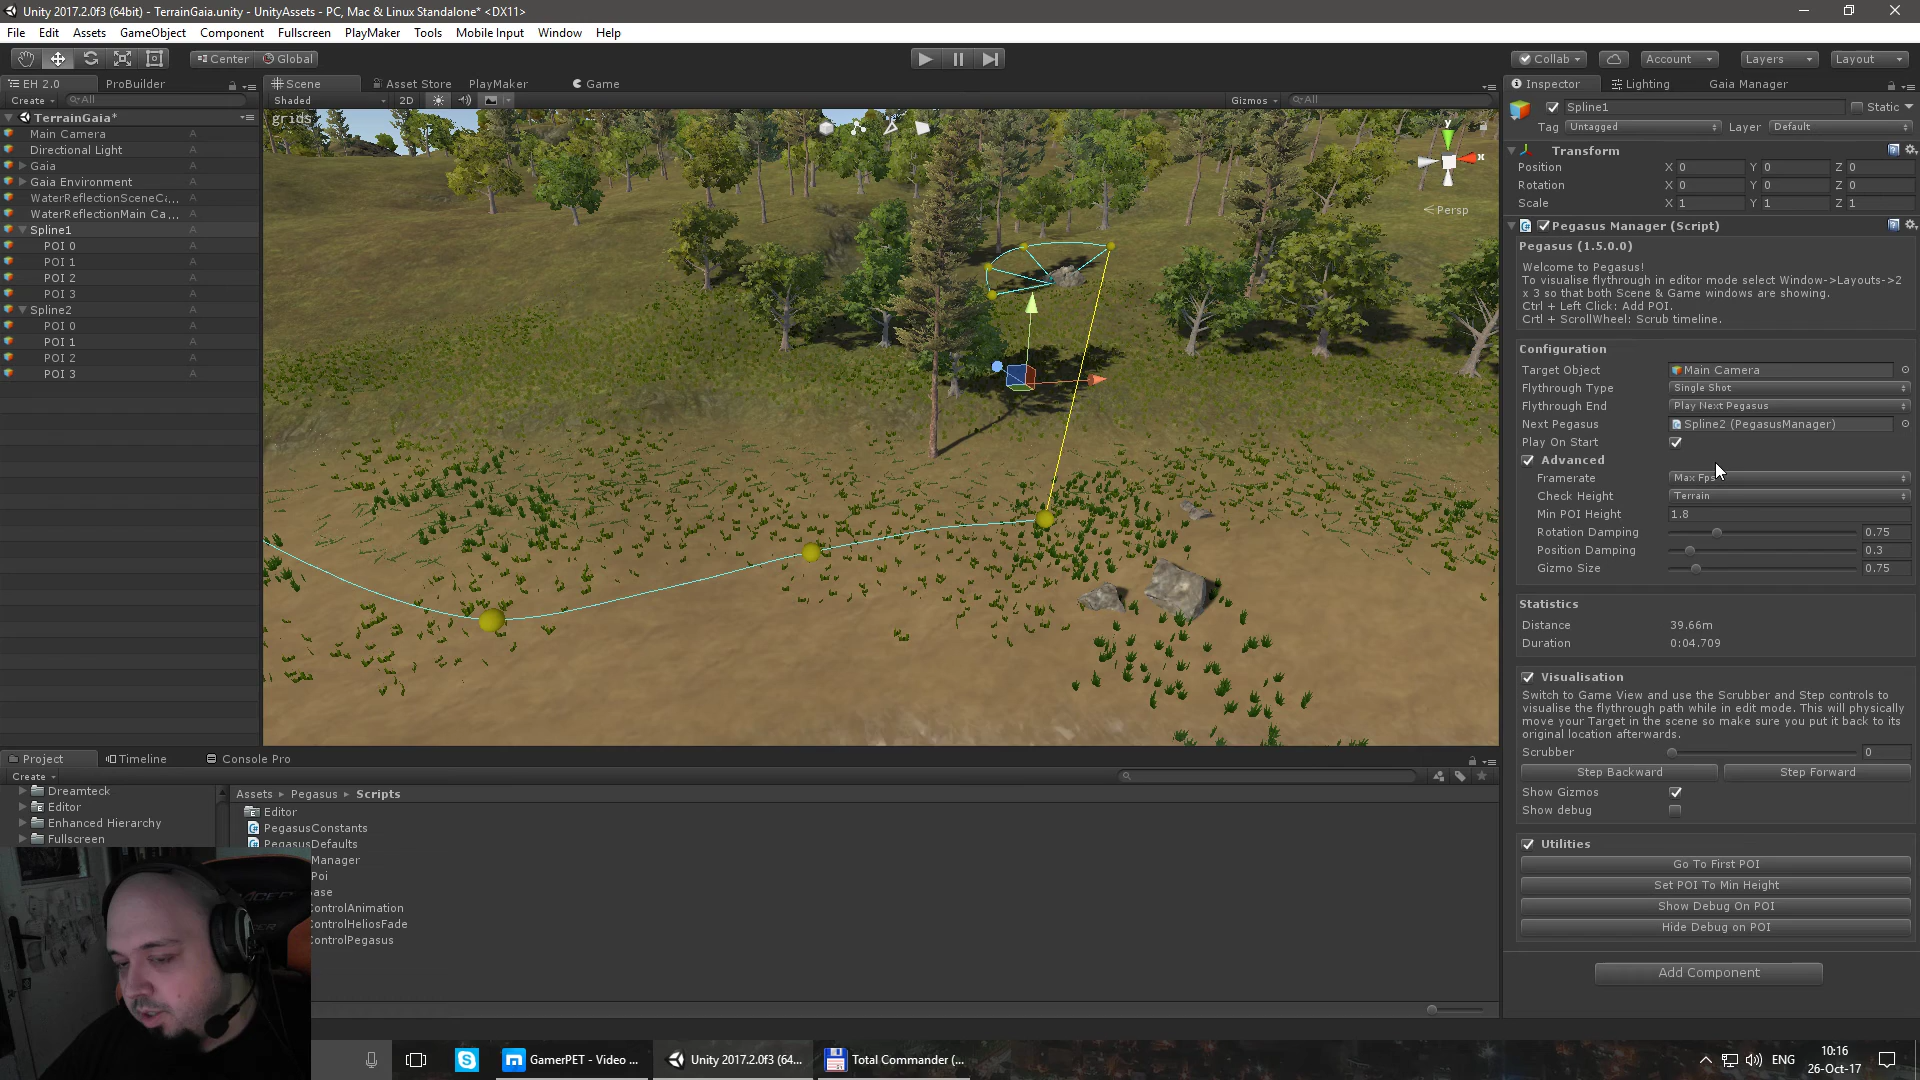 Unity 2017.2.0f3 (64bit) - TerrainGaia.unity - UnityAssets - PC, Mac & Linux Standalone* <DX11>
File Edit Assets GameObject Component Fullscreen PlayMaker Tools Mobile Input Window Help
Center Global
Collab Account Layers Layout
EH 2.0 ProBuilder
Create All
TerrainGaia*
Main Camera A
Directional Light A
Gaia A
Gaia Environment A
WaterReflectionSceneCa... A
WaterReflectionMain Ca... A
Spline1 A
POI 0 A
POI 1 A
POI 2 A
POI 3 A
Spline2 A
POI 0 A
POI 1 A
POI 2 A
POI 3 A
Scene Asset Store PlayMaker Game
Shaded 2D Gizmos All
grids
y
x
Persp
Inspector Lighting Gaia Manager
Spline1 Static
Tag Untagged Layer Default
Transform
Position X 0 Y 0 Z 0
Rotation X 0 Y 0 Z 0
Scale X 1 Y 1 Z 1
Pegasus Manager (Script)
Pegasus (1.5.0.0)
Welcome to Pegasus!
To visualise flythrough in editor mode select Window->Layouts->2
x 3 so that both Scene & Game windows are showing.
Ctrl + Left Click: Add POI.
Crtl + ScrollWheel: Scrub timeline.
Configuration
Target Object Main Camera
Flythrough Type Single Shot
Flythrough End Play Next Pegasus
Next Pegasus Spline2 (PegasusManager)
Play On Start
Advanced
Framerate Max Fps
Check Height Terrain
Min POI Height 1.8
Rotation Damping 0.75
Position Damping 0.3
Gizmo Size 0.75
Statistics
Distance 39.66m
Duration 0:04.709
Visualisation
Switch to Game View and use the Scrubber and Step controls to
visualise the flythrough path while in edit mode. This will physically
move your Target in the scene so make sure you put it back to its
original location afterwards.
Scrubber 0
Step Backward Step Forward
Show Gizmos
Show debug
Utilities
Go To First POI
Set POI To Min Height
Show Debug On POI
Hide Debug on POI
Add Component
Project Timeline Console Pro
Create
Dreamteck
Editor
Enhanced Hierarchy
Fullscreen
Assets Pegasus Scripts
Editor
PegasusConstants
PegasusDefaults
Manager
Poi
ase
ControlAnimation
ControlHeliosFade
ControlPegasus
GamerPET - Video ... Unity 2017.2.0f3 (64... Total Commander (...
ENG 10:16
26-Oct-17